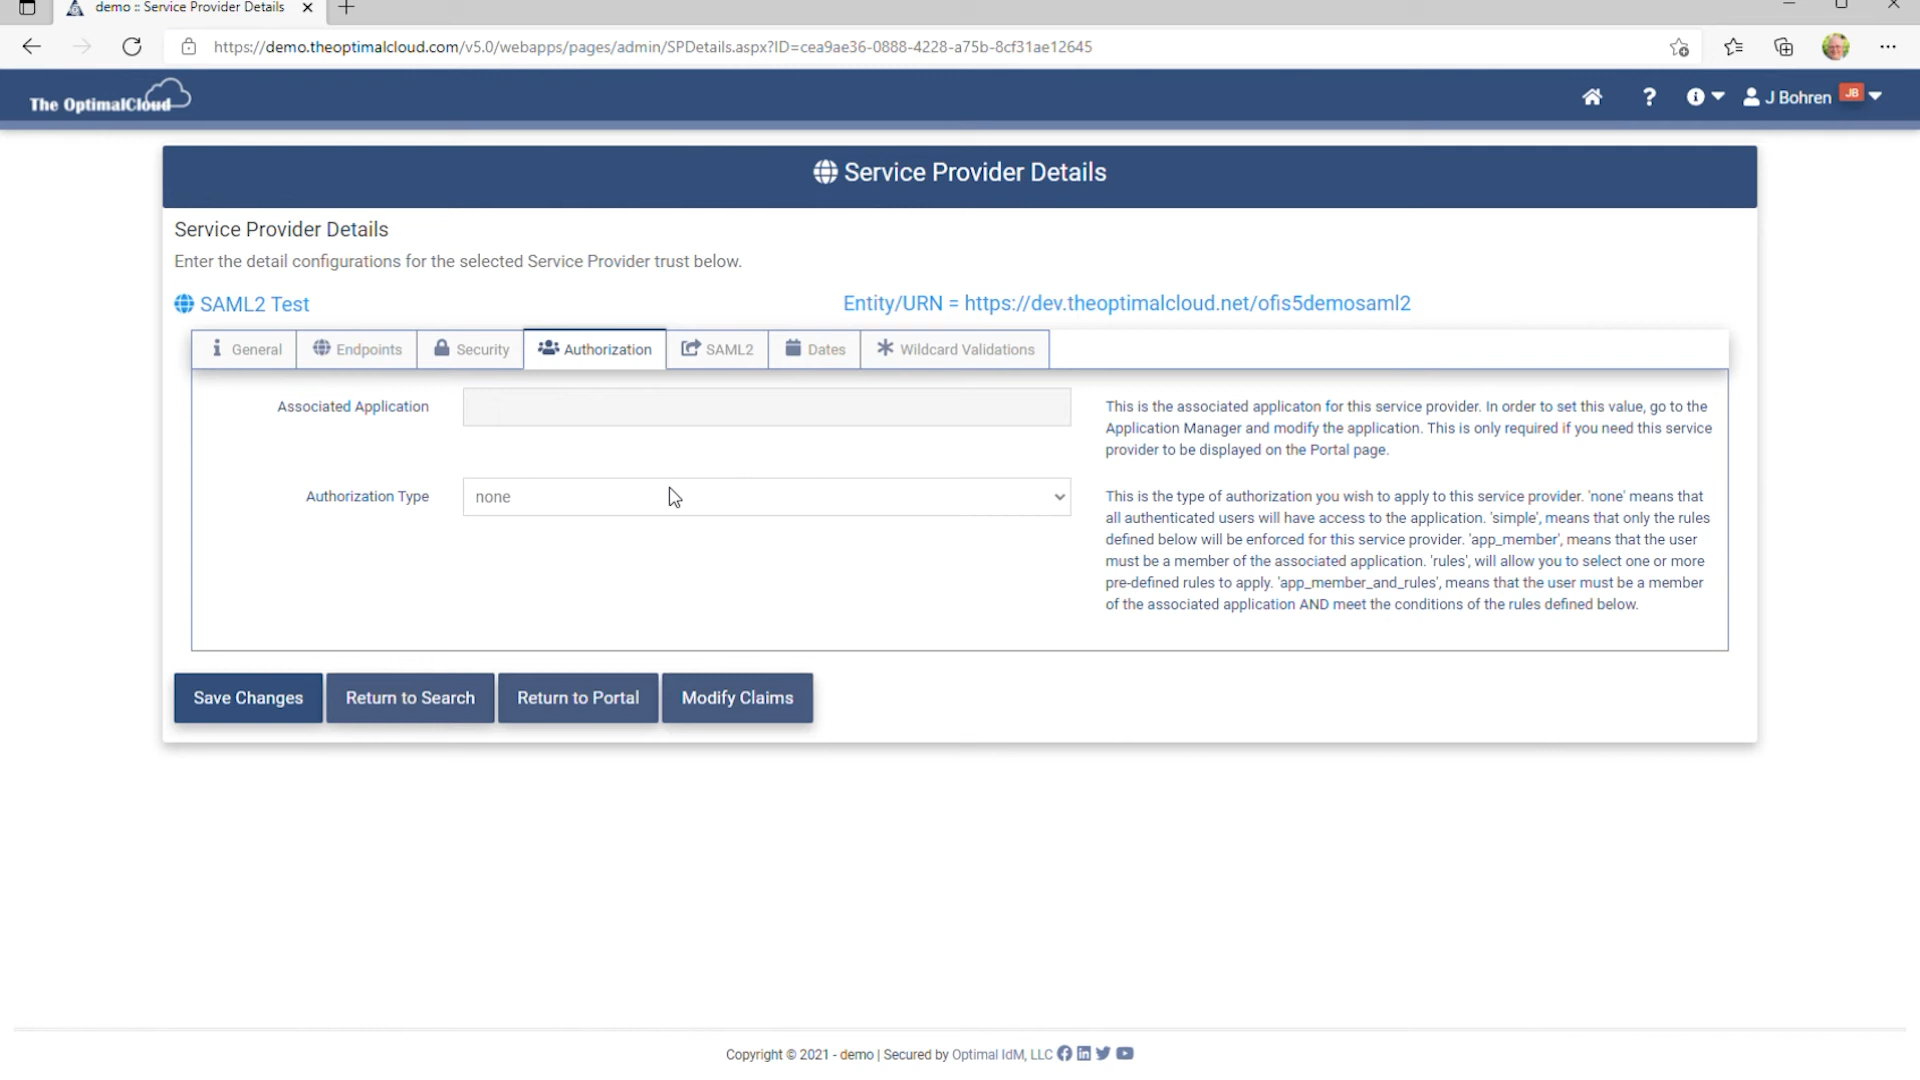 demo :: Service Provider Details
https://demo.theoptimalcloud.com/v5.0/webapps/pages/admin/SPDetails.aspx?ID=cea9ae36-0888-4228-a75b-8cf31ae12645
The OptimalCloud
J Bohren JB
Service Provider Details
Service Provider Details
Enter the detail configurations for the selected Service Provider trust below.
SAML2 Test
Entity/URN = https://dev.theoptimalcloud.net/ofis5demosaml2
General Endpoints Security Authorization SAML2 Dates Wildcard Validations
Associated Application
This is the associated applicaton for this service provider. In order to set this value, go to the
Application Manager and modify the application. This is only required if you need this service
provider to be displayed on the Portal page.
Authorization Type none
This is the type of authorization you wish to apply to this service provider. 'none' means that
all authenticated users will have access to the application. 'simple', means that only the rules
defined below will be enforced for this service provider. 'app_member', means that the user
must be a member of the associated application. 'rules', will allow you to select one or more
pre-defined rules to apply. 'app_member_and_rules', means that the user must be a member
of the associated application AND meet the conditions of the rules defined below.
Save Changes Return to Search Return to Portal Modify Claims
Copyright © 2021 - demo | Secured by Optimal IdM, LLC